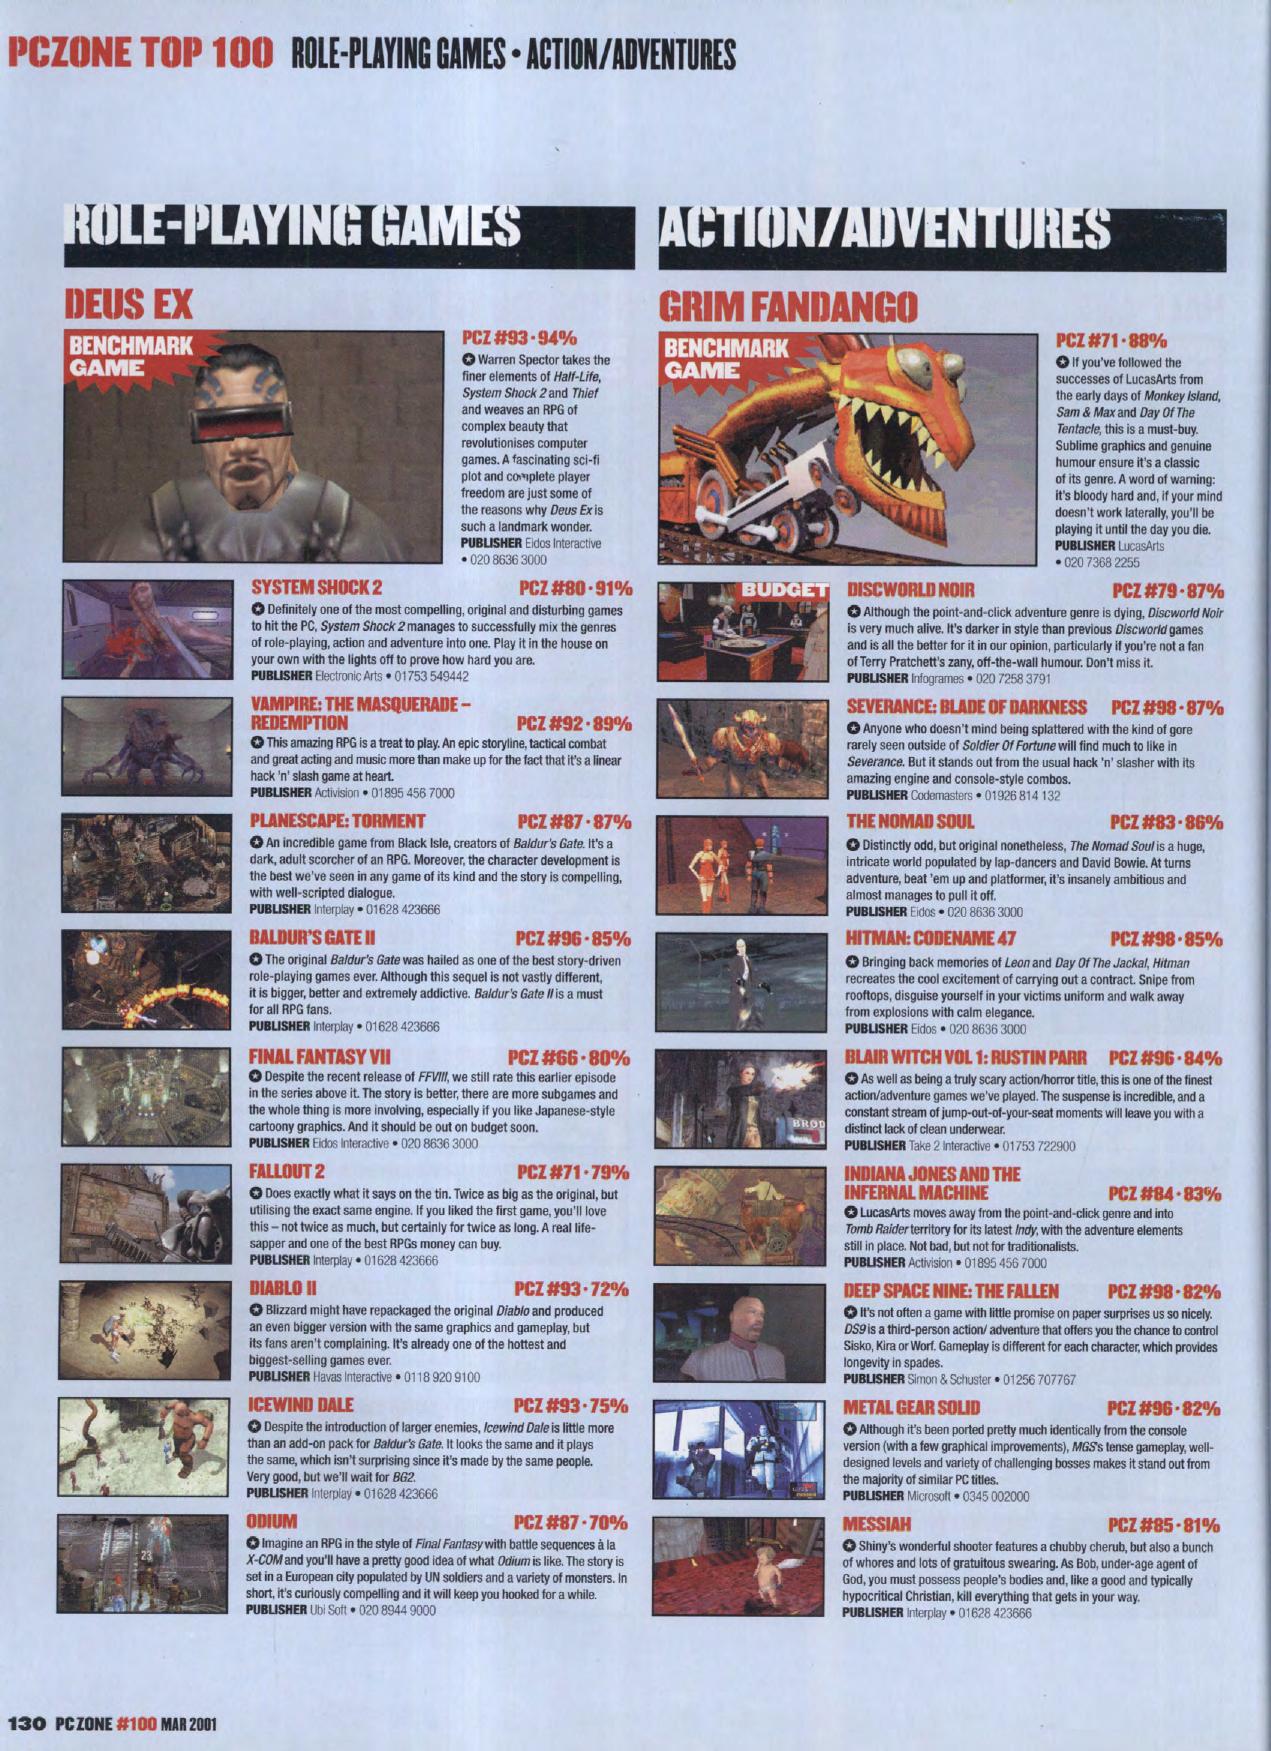 PCZONE TOP 100 ROLE-PLAYING GAMES • ACTION/ADVENTURES
ROLE-PLAYING GAMES
DEUS EX
BENCHMARK
GAME
PCZ #93 • 94%
Warren Spector takes the
finer elements of Half-Life,
System Shock 2 and Thief
and weaves an RPG of
complex beauty that
revolutionises computer
games. A fascinating sci-fi
plot and complete player
freedom are just some of
the reasons why Deus Ex is
such a landmark wonder.
PUBLISHER Eidos Interactive
• 020 8636 3000
SYSTEM SHOCK 2 PCZ #80 • 91%
Definitely one of the most compelling, original and disturbing games
to hit the PC, System Shock 2 manages to successfully mix the genres
of role-playing, action and adventure into one. Play it in the house on
your own with the lights off to prove how hard you are.
PUBLISHER Electronic Arts • 01753 549442
VAMPIRE: THE MASQUERADE –
REDEMPTION PCZ #92 • 89%
This amazing RPG is a treat to play. An epic storyline, tactical combat
and great acting and music more than make up for the fact that it's a linear
hack 'n' slash game at heart.
PUBLISHER Activision • 01895 456 7000
PLANESCAPE: TORMENT PCZ #87 • 87%
An incredible game from Black Isle, creators of Baldur's Gate. It's a
dark, adult scorcher of an RPG. Moreover, the character development is
the best we've seen in any game of its kind and the story is compelling,
with well-scripted dialogue.
PUBLISHER Interplay • 01628 423666
BALDUR'S GATE II PCZ #96 • 85%
The original Baldur's Gate was hailed as one of the best story-driven
role-playing games ever. Although this sequel is not vastly different,
it is bigger, better and extremely addictive. Baldur's Gate II is a must
for all RPG fans.
PUBLISHER Interplay • 01628 423666
FINAL FANTASY VII PCZ #66 • 80%
Despite the recent release of FFVIII, we still rate this earlier episode
in the series above it. The story is better, there are more subgames and
the whole thing is more involving, especially if you like Japanese-style
cartoony graphics. And it should be out on budget soon.
PUBLISHER Eidos Interactive • 020 8636 3000
FALLOUT 2 PCZ #71 • 79%
Does exactly what it says on the tin. Twice as big as the original, but
utilising the exact same engine. If you liked the first game, you'll love
this – not twice as much, but certainly for twice as long. A real life-
sapper and one of the best RPGs money can buy.
PUBLISHER Interplay • 01628 423666
DIABLO II PCZ #93 • 72%
Blizzard might have repackaged the original Diablo and produced
an even bigger version with the same graphics and gameplay, but
its fans aren't complaining. It's already one of the hottest and
biggest-selling games ever.
PUBLISHER Havas Interactive • 0118 920 9100
ICEWIND DALE PCZ #93 • 75%
Despite the introduction of larger enemies, Icewind Dale is little more
than an add-on pack for Baldur's Gate. It looks the same and it plays
the same, which isn't surprising since it's made by the same people.
Very good, but we'll wait for BG2.
PUBLISHER Interplay • 01628 423666
23
ODIUM PCZ #87 • 70%
Imagine an RPG in the style of Final Fantasy with battle sequences à la
X-COM and you'll have a pretty good idea of what Odium is like. The story is
set in a European city populated by UN soldiers and a variety of monsters. In
short, it's curiously compelling and it will keep you hooked for a while.
PUBLISHER Ubi Soft • 020 8944 9000
ACTION/ADVENTURES
GRIM FANDANGO
BENCHMARK
GAME
PCZ #71 • 88%
If you've followed the
successes of LucasArts from
the early days of Monkey Island,
Sam & Max and Day Of The
Tentacle, this is a must-buy.
Sublime graphics and genuine
humour ensure it's a classic
of its genre. A word of warning:
it's bloody hard and, if your mind
doesn't work laterally, you'll be
playing it until the day you die.
PUBLISHER LucasArts
• 020 7368 2255
BUDGET
DISCWORLD NOIR PCZ #79 • 87%
Although the point-and-click adventure genre is dying, Discworld Noir
is very much alive. It's darker in style than previous Discworld games
and is all the better for it in our opinion, particularly if you're not a fan
of Terry Pratchett's zany, off-the-wall humour. Don't miss it.
PUBLISHER Infogrames • 020 7258 3791
SEVERANCE: BLADE OF DARKNESS PCZ #98 • 87%
Anyone who doesn't mind being splattered with the kind of gore
rarely seen outside of Soldier Of Fortune will find much to like in
Severance. But it stands out from the usual hack 'n' slasher with its
amazing engine and console-style combos.
PUBLISHER Codemasters • 01926 814 132
THE NOMAD SOUL PCZ #83 • 86%
Distinctly odd, but original nonetheless, The Nomad Soul is a huge,
intricate world populated by lap-dancers and David Bowie. At turns
adventure, beat 'em up and platformer, it's insanely ambitious and
almost manages to pull it off.
PUBLISHER Eidos • 020 8636 3000
HITMAN: CODENAME 47 PCZ #98 • 85%
Bringing back memories of Leon and Day Of The Jackal, Hitman
recreates the cool excitement of carrying out a contract. Snipe from
rooftops, disguise yourself in your victims uniform and walk away
from explosions with calm elegance.
PUBLISHER Eidos • 020 8636 3000
BROD
BLAIR WITCH VOL 1: RUSTIN PARR PCZ #96 • 84%
As well as being a truly scary action/horror title, this is one of the finest
action/adventure games we've played. The suspense is incredible, and a
constant stream of jump-out-of-your-seat moments will leave you with a
distinct lack of clean underwear.
PUBLISHER Take 2 Interactive • 01753 722900
INDIANA JONES AND THE
INFERNAL MACHINE PCZ #84 • 83%
LucasArts moves away from the point-and-click genre and into
Tomb Raider territory for its latest Indy, with the adventure elements
still in place. Not bad, but not for traditionalists.
PUBLISHER Activision • 01895 456 7000
DEEP SPACE NINE: THE FALLEN PCZ #98 • 82%
It's not often a game with little promise on paper surprises us so nicely.
DS9 is a third-person action/ adventure that offers you the chance to control
Sisko, Kira or Worf. Gameplay is different for each character, which provides
longevity in spades.
PUBLISHER Simon & Schuster • 01256 707767
METAL GEAR SOLID PCZ #96 • 82%
Although it's been ported pretty much identically from the console
version (with a few graphical improvements), MGS's tense gameplay, well-
designed levels and variety of challenging bosses makes it stand out from
the majority of similar PC titles.
PUBLISHER Microsoft • 0345 002000
MESSIAH PCZ #85 • 81%
Shiny's wonderful shooter features a chubby cherub, but also a bunch
of whores and lots of gratuitous swearing. As Bob, under-age agent of
God, you must possess people's bodies and, like a good and typically
hypocritical Christian, kill everything that gets in your way.
PUBLISHER Interplay • 01628 423666
130 PCZONE #100 MAR 2001